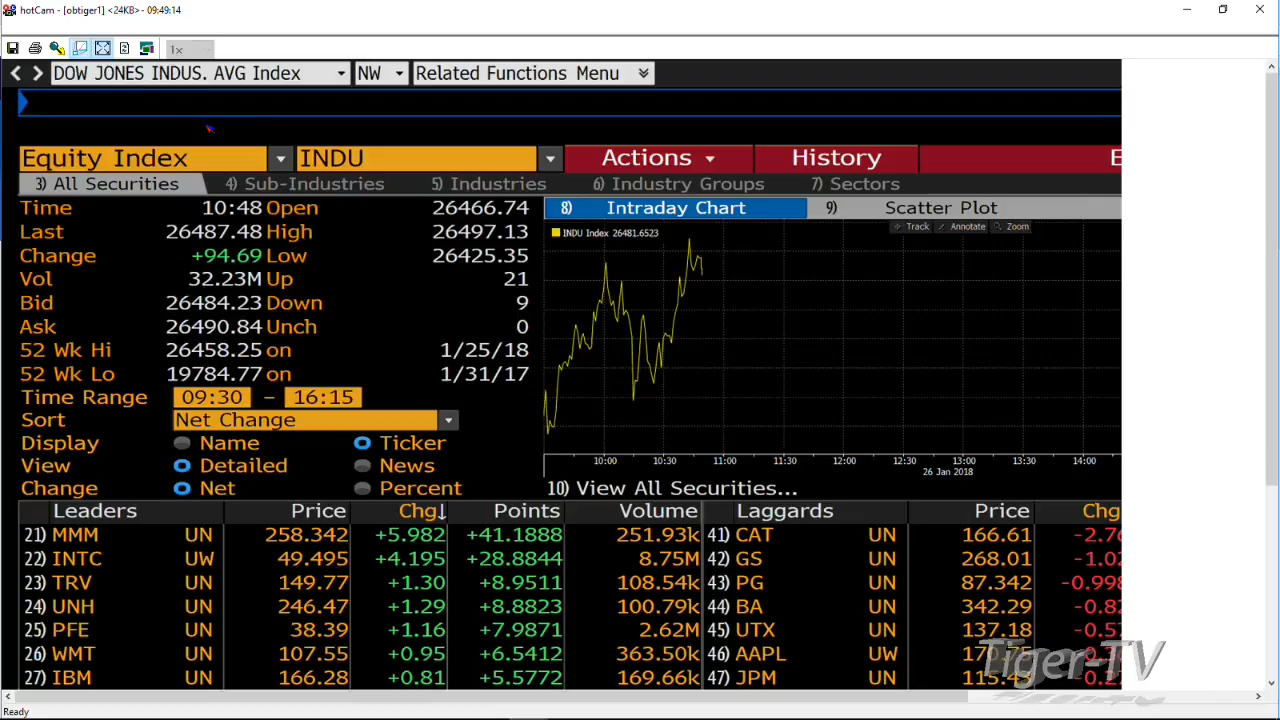 hotCam - [obtiger1] <24KB> - 09:49:14
1x
DOW JONES INDUS. AVG Index NW Related Functions Menu
Equity Index INDU Actions History E
3) All Securities 4) Sub-Industries 5) Industries 6) Industry Groups 7) Sectors
Time 10:48 Open 26466.74 8) Intraday Chart 9) Scatter Plot
Last 26487.48 High 26497.13 INDU Index 26481.6523 Track Annotate Zoom
Change +94.69 Low 26425.35
Vol 32.23M Up 21
Bid 26484.23 Down 9
Ask 26490.84 Unch 0
52 Wk Hi 26458.25 on 1/25/18
52 Wk Lo 19784.77 on 1/31/17
Time Range 09:30 - 16:15
Sort Net Change
Display Name Ticker
View Detailed News
10:00 10:30 11:00 11:30 12:00 12:30 13:00 13:30 14:00
26 Jan 2018
Change Net Percent 10) View All Securities...
Leaders Price Chg↓ Points Volume Laggards Price Chg
21) MMM UN 258.342 +5.982 +41.1888 251.93k 41) CAT UN 166.61 -2.76
22) INTC UW 49.495 +4.195 +28.8844 8.75M 42) GS UN 268.01 -1.02
23) TRV UN 149.77 +1.30 +8.9511 108.54k 43) PG UN 87.342 -0.998
24) UNH UN 246.47 +1.29 +8.8823 100.79k 44) BA UN 342.29 -0.82
25) PFE UN 38.39 +1.16 +7.9871 2.62M 45) UTX UN 137.18 -0.57
26) WMT UN 107.55 +0.95 +6.5412 363.50k 46) AAPL UW
27) IBM UN 166.28 +0.81 +5.5772 169.66k 47) JPM UN
Tiger-TV
Ready